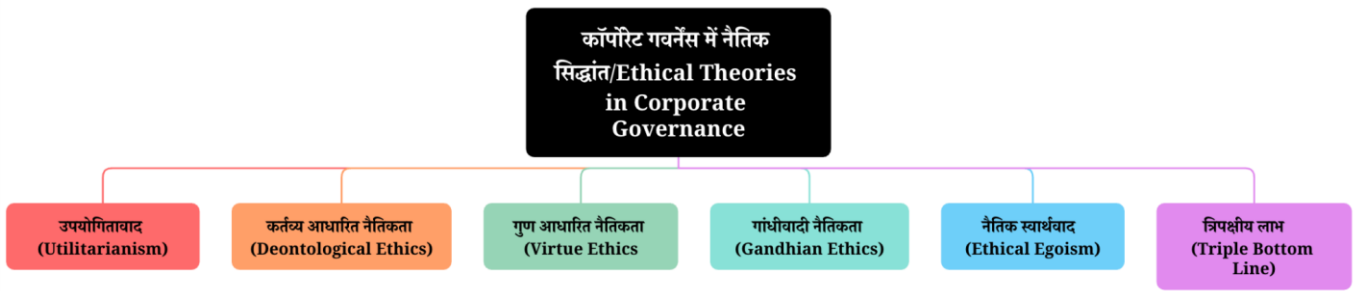 कॉर्पोरेट गवर्नेंस में नैतिक
सिद्धांत/Ethical Theories
in Corporate
Governance
उपयोगितावाद
(Utilitarianism)
कर्तव्य आधारित नैतिकता
(Deontological Ethics)
गुण आधारित नैतिकता
(Virtue Ethics
गांधीवादी नैतिकता
(Gandhian Ethics)
नैतिक स्वार्थवाद
(Ethical Egoism)
त्रिपक्षीय लाभ
(Triple Bottom
Line)